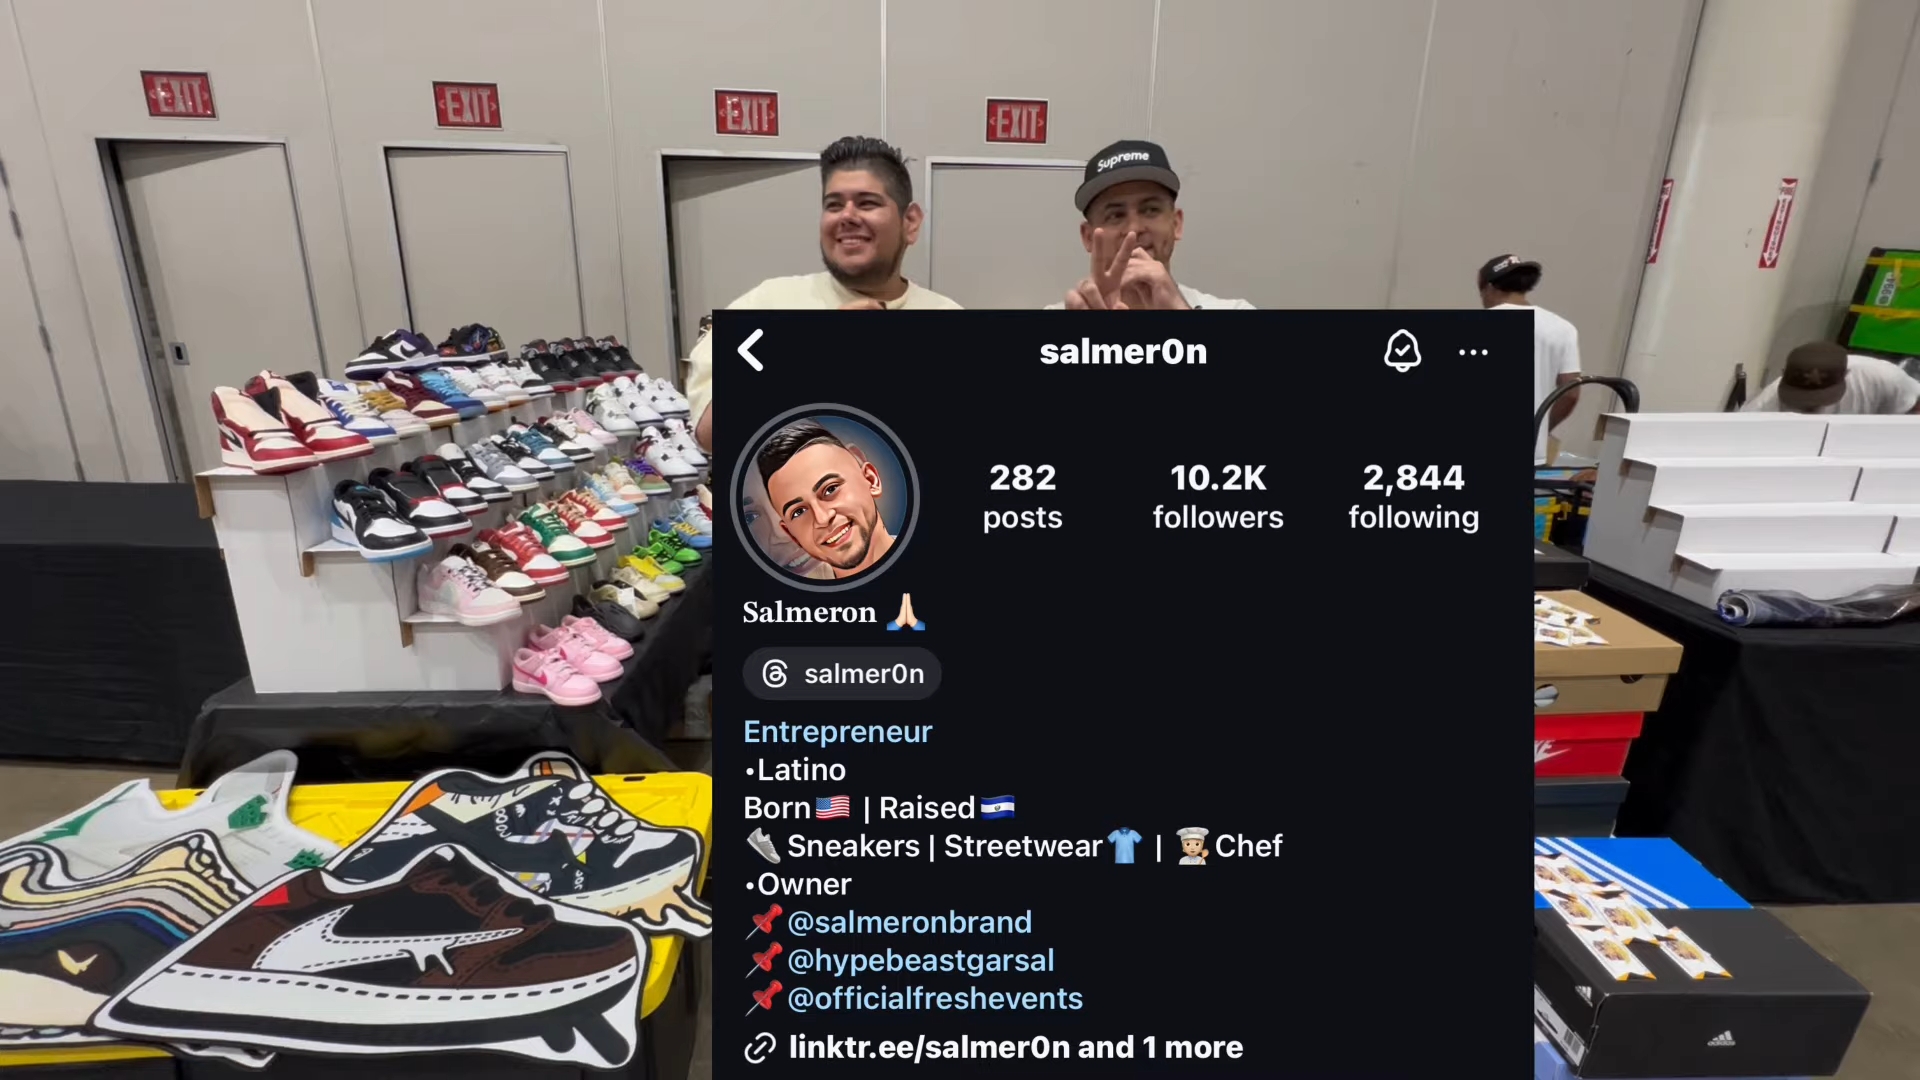 EXIT
EXIT
EXIT
EXIT
Supreme
salmer0n
282
posts
10.2K
followers
2,844
following
Salmeron 🙏🏻
salmer0n
Entrepreneur
•Latino
Born🇺🇸 | Raised🇸🇻
👟Sneakers | Streetwear👕 | 👨🏼‍🍳Chef
•Owner
📌@salmeronbrand
📌@hypebeastgarsal
📌@officialfreshevents
linktr.ee/salmer0n and 1 more